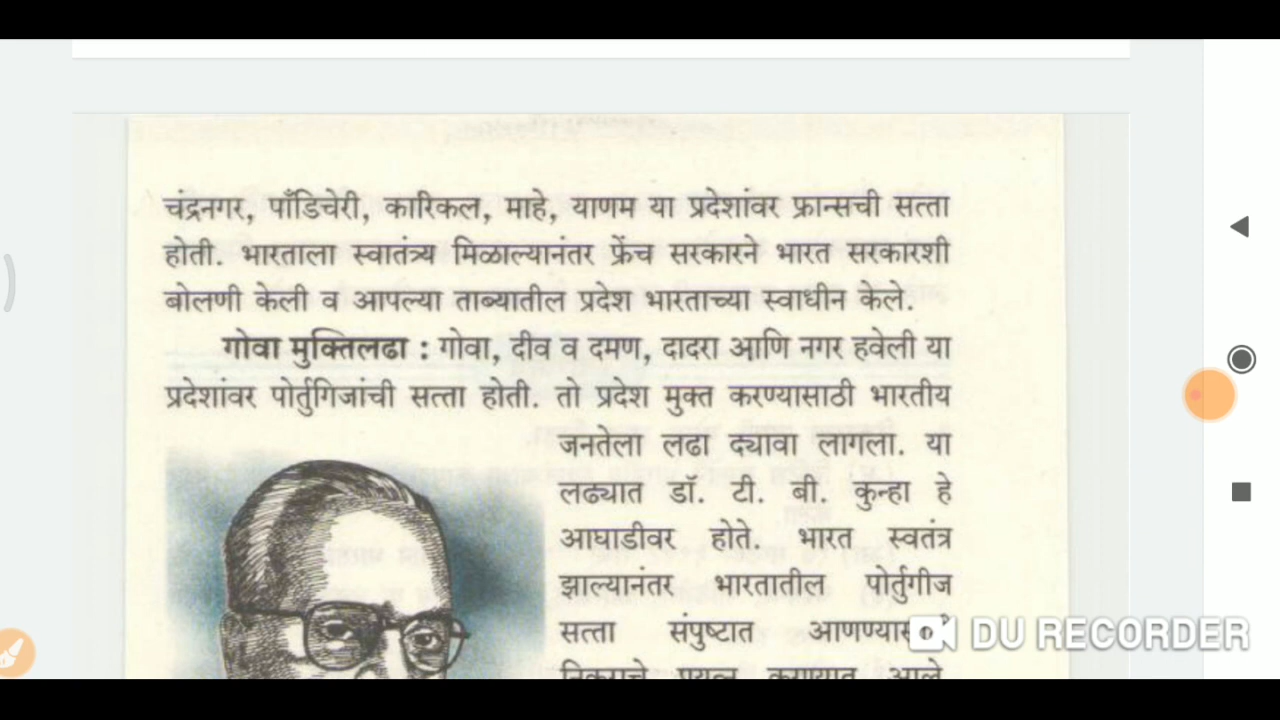 चंद्रनगर, पाँडिचेरी, कारिकल, माहे, याणम या प्रदेशांवर फ्रान्सची सत्ता
होती. भारताला स्वातंत्र्य मिळाल्यानंतर फ्रेंच सरकारने भारत सरकारशी
बोलणी केली व आपल्या ताब्यातील प्रदेश भारताच्या स्वाधीन केले.
गोवा मुक्तिलढा : गोवा, दीव व दमण, दादरा आणि नगर हवेली या
प्रदेशांवर पोर्तुगिजांची सत्ता होती. तो प्रदेश मुक्त करण्यासाठी भारतीय
जनतेला लढा द्यावा लागला. या
लढ्यात डॉ. टी. बी. कुन्हा हे
आघाडीवर होते. भारत स्वतंत्र
झाल्यानंतर भारतातील पोर्तुगीज
सत्ता संपुष्टात
DU RECORDER